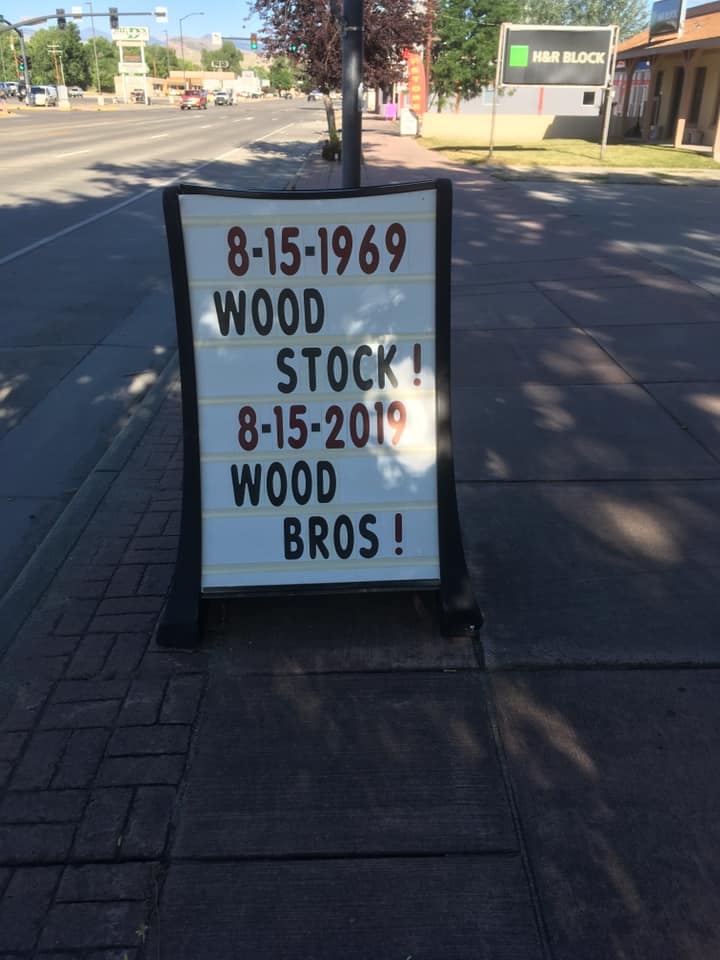 H&R BLOCK
8-15-1969
WOOD
STOCK!
8-15-2019
WOOD
BROS!